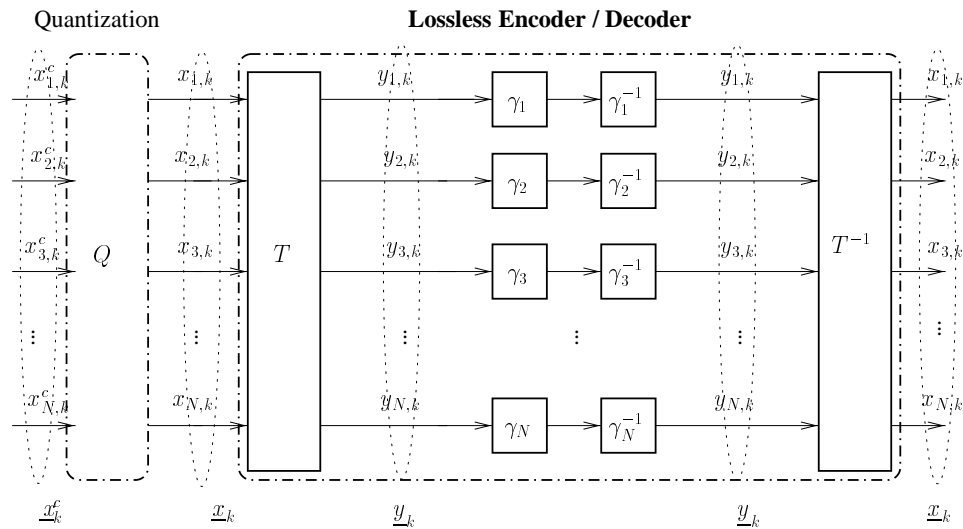 Quantization Lossless Encoder / Decoder
x^c_{1,k} x_{1,k} y_{1,k} γ_1 γ_1^{-1} y_{1,k} x_{1,k}
x^c_{2,k} x_{2,k} y_{2,k} γ_2 γ_2^{-1} y_{2,k} x_{2,k}
x^c_{3,k} Q x_{3,k} T y_{3,k} γ_3 γ_3^{-1} y_{3,k} T^{-1} x_{3,k}
... ... ... ... ... ...
x^c_{N,k} x_{N,k} y_{N,k} γ_N γ_N^{-1} y_{N,k} x_{N,k}
x^c_k x_k y_k y_k x_k